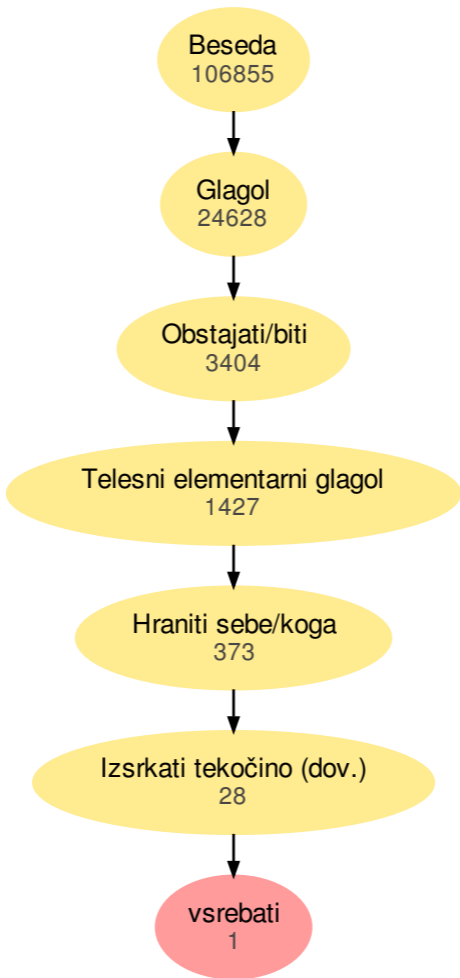 Beseda
106855
Glagol
24628
Obstajati/biti
3404
Telesni elementarni glagol
1427
Hraniti sebe/koga
373
Izsrkati tekočino (dov.)
28
vsrebati
1